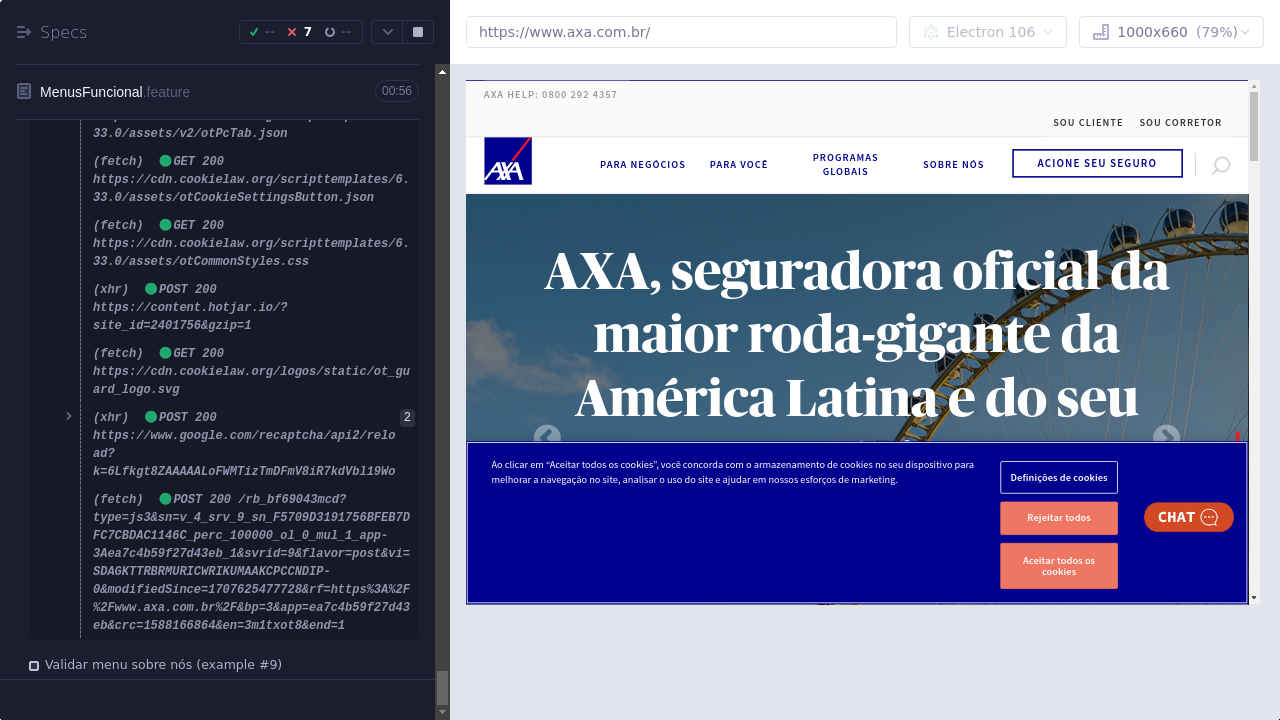 Specs
--
7
--
MenusFuncional.feature
00:56
33.0/assets/v2/otPcTab.json
(fetch) GET 200
https://cdn.cookielaw.org/scripttemplates/6.
33.0/assets/otCookieSettingsButton.json
(fetch) GET 200
https://cdn.cookielaw.org/scripttemplates/6.
33.0/assets/otCommonStyles.css
(xhr) POST 200
https://content.hotjar.io/?
site_id=2401756&gzip=1
(fetch) GET 200
https://cdn.cookielaw.org/logos/static/ot_gu
ard_logo.svg
(xhr) POST 200
2
https://www.google.com/recaptcha/api2/relo
ad?
k=6Lfkgt8ZAAAAALoFWMTizTmDFmV8iR7kdVbl19Wo
(fetch) POST 200 /rb_bf69043mcd?
type=js3&sn=v_4_srv_9_sn_F5709D3191756BFEB7D
FC7CBDAC1146C_perc_100000_ol_0_mul_1_app-
3Aea7c4b59f27d43eb_1&svrid=9&flavor=post&vi=
SDAGKTTRBRMURICWRIKUMAAKCPCCNDIP-
0&modifiedSince=1707625477728&rf=https%3A%2F
%2Fwww.axa.com.br%2F&bp=3&app=ea7c4b59f27d43
eb&crc=1588166864&en=3m1txot8&end=1
Validar menu sobre nós (example #9)
https://www.axa.com.br/
Electron 106
1000x660 (79%)
AXA HELP: 0800 292 4357
SOU CLIENTE SOU CORRETOR
AXA
PARA NEGÓCIOS
PARA VOCÊ
PROGRAMAS
GLOBAIS
SOBRE NÓS
ACIONE SEU SEGURO
AXA, seguradora oficial da
maior roda-gigante da
América Latina e do seu
Ao clicar em “Aceitar todos os cookies”, você concorda com o armazenamento de cookies no seu dispositivo para
melhorar a navegação no site, analisar o uso do site e ajudar em nossos esforços de marketing.
Definições de cookies
Rejeitar todos
Aceitar todos os
cookies
CHAT